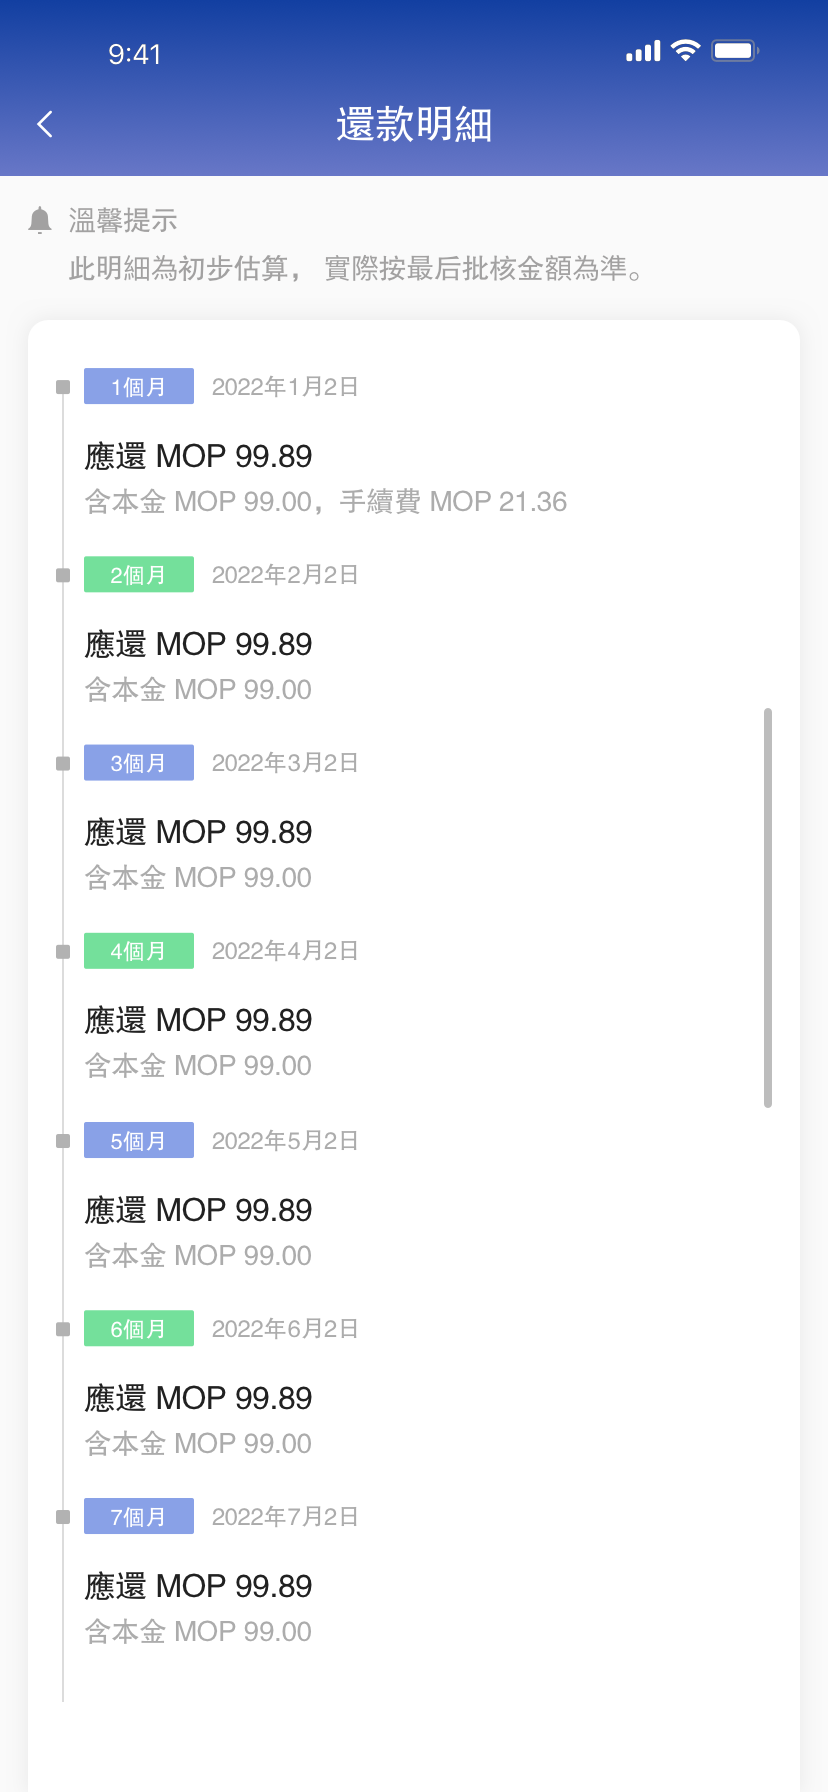 9:41
還款明細
溫馨提示
此明細為初步估算， 實際按最后批核金額為準。
1個月 2022年1月2日
應還 MOP 99.89
含本金 MOP 99.00，手續費 MOP 21.36
2個月 2022年2月2日
應還 MOP 99.89
含本金 MOP 99.00
3個月 2022年3月2日
應還 MOP 99.89
含本金 MOP 99.00
4個月 2022年4月2日
應還 MOP 99.89
含本金 MOP 99.00
5個月 2022年5月2日
應還 MOP 99.89
含本金 MOP 99.00
6個月 2022年6月2日
應還 MOP 99.89
含本金 MOP 99.00
7個月 2022年7月2日
應還 MOP 99.89
含本金 MOP 99.00